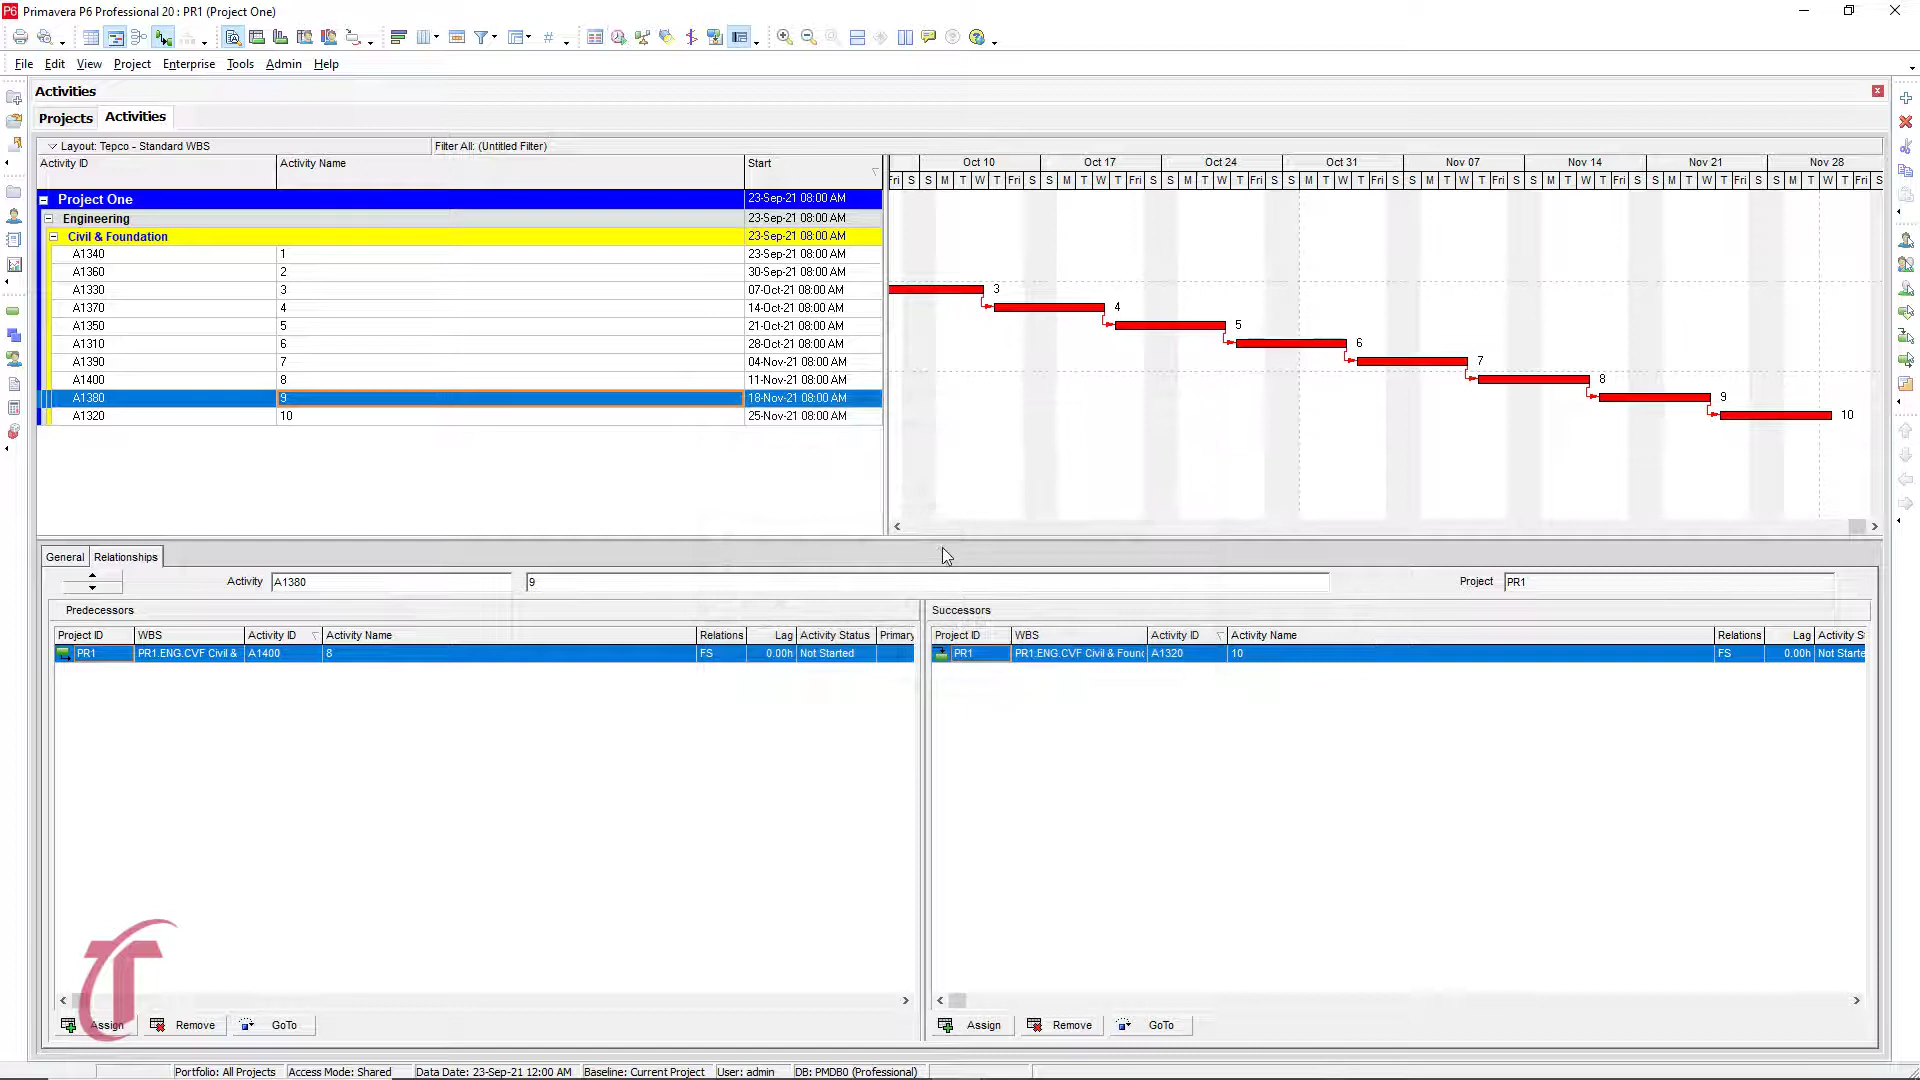 Primavera P6 Professional 20 : PR1 (Project One)
File Edit View Project Enterprise Tools Admin Help
Activities
Projects Activities
Layout: Tepco - Standard WBS Filter All: (Untitled Filter)
Activity ID Activity Name Start
Oct 10 Oct 17 Oct 24 Oct 31 Nov 07 Nov 14 Nov 21 Nov 28
Fri S S M T W T Fri S S M T W T Fri S S M T W T Fri S S M T W T Fri S S M T W T Fri S S M T W T Fri S S M T W T Fri S S M T W T Fri S
Project One 23-Sep-21 08:00 AM
Engineering 23-Sep-21 08:00 AM
Civil & Foundation 23-Sep-21 08:00 AM
A1340 1 23-Sep-21 08:00 AM
A1360 2 30-Sep-21 08:00 AM
A1330 3 07-Oct-21 08:00 AM 3
A1370 4 14-Oct-21 08:00 AM 4
A1350 5 21-Oct-21 08:00 AM 5
A1310 6 28-Oct-21 08:00 AM 6
A1390 7 04-Nov-21 08:00 AM 7
A1400 8 11-Nov-21 08:00 AM 8
A1380 9 18-Nov-21 08:00 AM 9
A1320 10 25-Nov-21 08:00 AM 10
General Relationships
Activity A1380 9 Project PR1
Predecessors Successors
Project ID WBS Activity ID Activity Name Relations Lag Activity Status Primary Project ID WBS Activity ID Activity Name Relations Lag Activity S
PR1 PR1.ENG.CVF Civil & A1400 8 FS 0.00h Not Started PR1 PR1.ENG.CVF Civil & Found A1320 10 FS 0.00h Not Starte
Assign Remove GoTo Assign Remove GoTo
Portfolio: All Projects Access Mode: Shared Data Date: 23-Sep-21 12:00 AM Baseline: Current Project User: admin DB: PMDB0 (Professional)